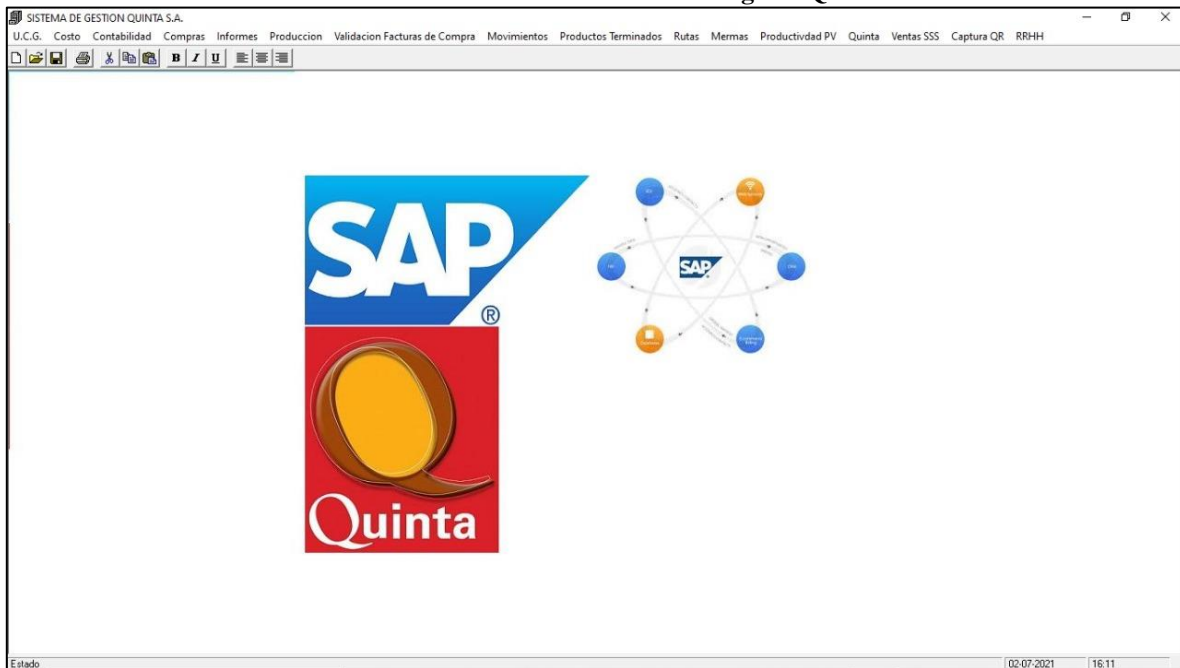 SISTEMA DE GESTION QUINTA S.A.
U.C.G. Costo Contabilidad Compras Informes Produccion Validacion Facturas de Compra Movimientos Productos Terminados Rutas Mermas Productivdad PV Quinta Ventas SSS Captura QR RRHH
B I U
SAP
®
SAP
Quinta
Estado 02-07-2021 16:11